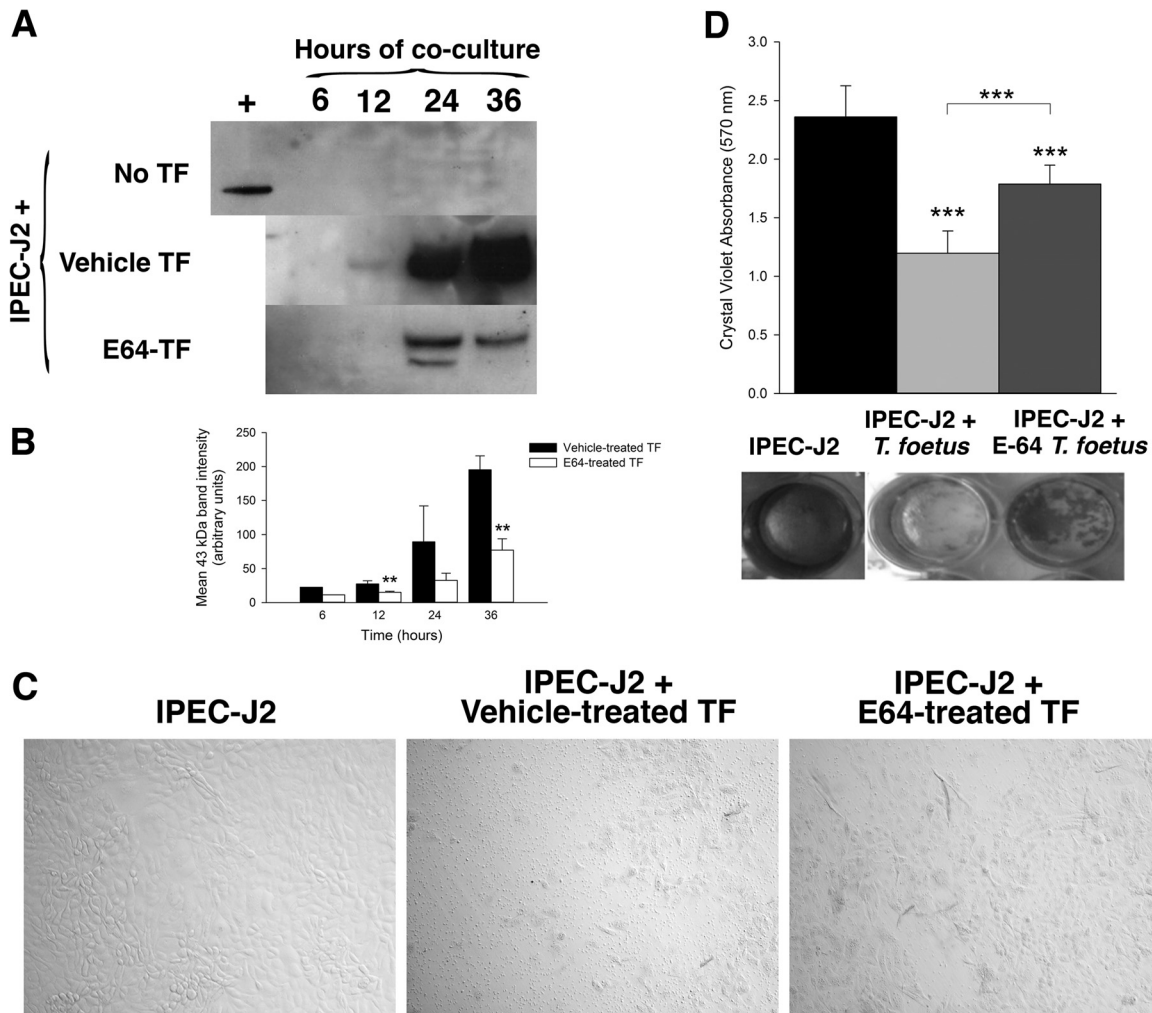 A
Hours of co-culture
+ 6 12 24 36
IPEC-J2 +
No TF
Vehicle TF
E64-TF
B
Mean 43 kDa band intensity
(arbitrary units)
250
200
150
100
50
0
Vehicle-treated TF
E64-treated TF
**
**
6 12 24 36
Time (hours)
D
Crystal Violet Absorbance (570 nm)
3.0
2.5
2.0
1.5
1.0
0.5
0.0
***
***
***
IPEC-J2
IPEC-J2 +
T. foetus
IPEC-J2 +
E-64 T. foetus
C
IPEC-J2
IPEC-J2 +
Vehicle-treated TF
IPEC-J2 +
E64-treated TF